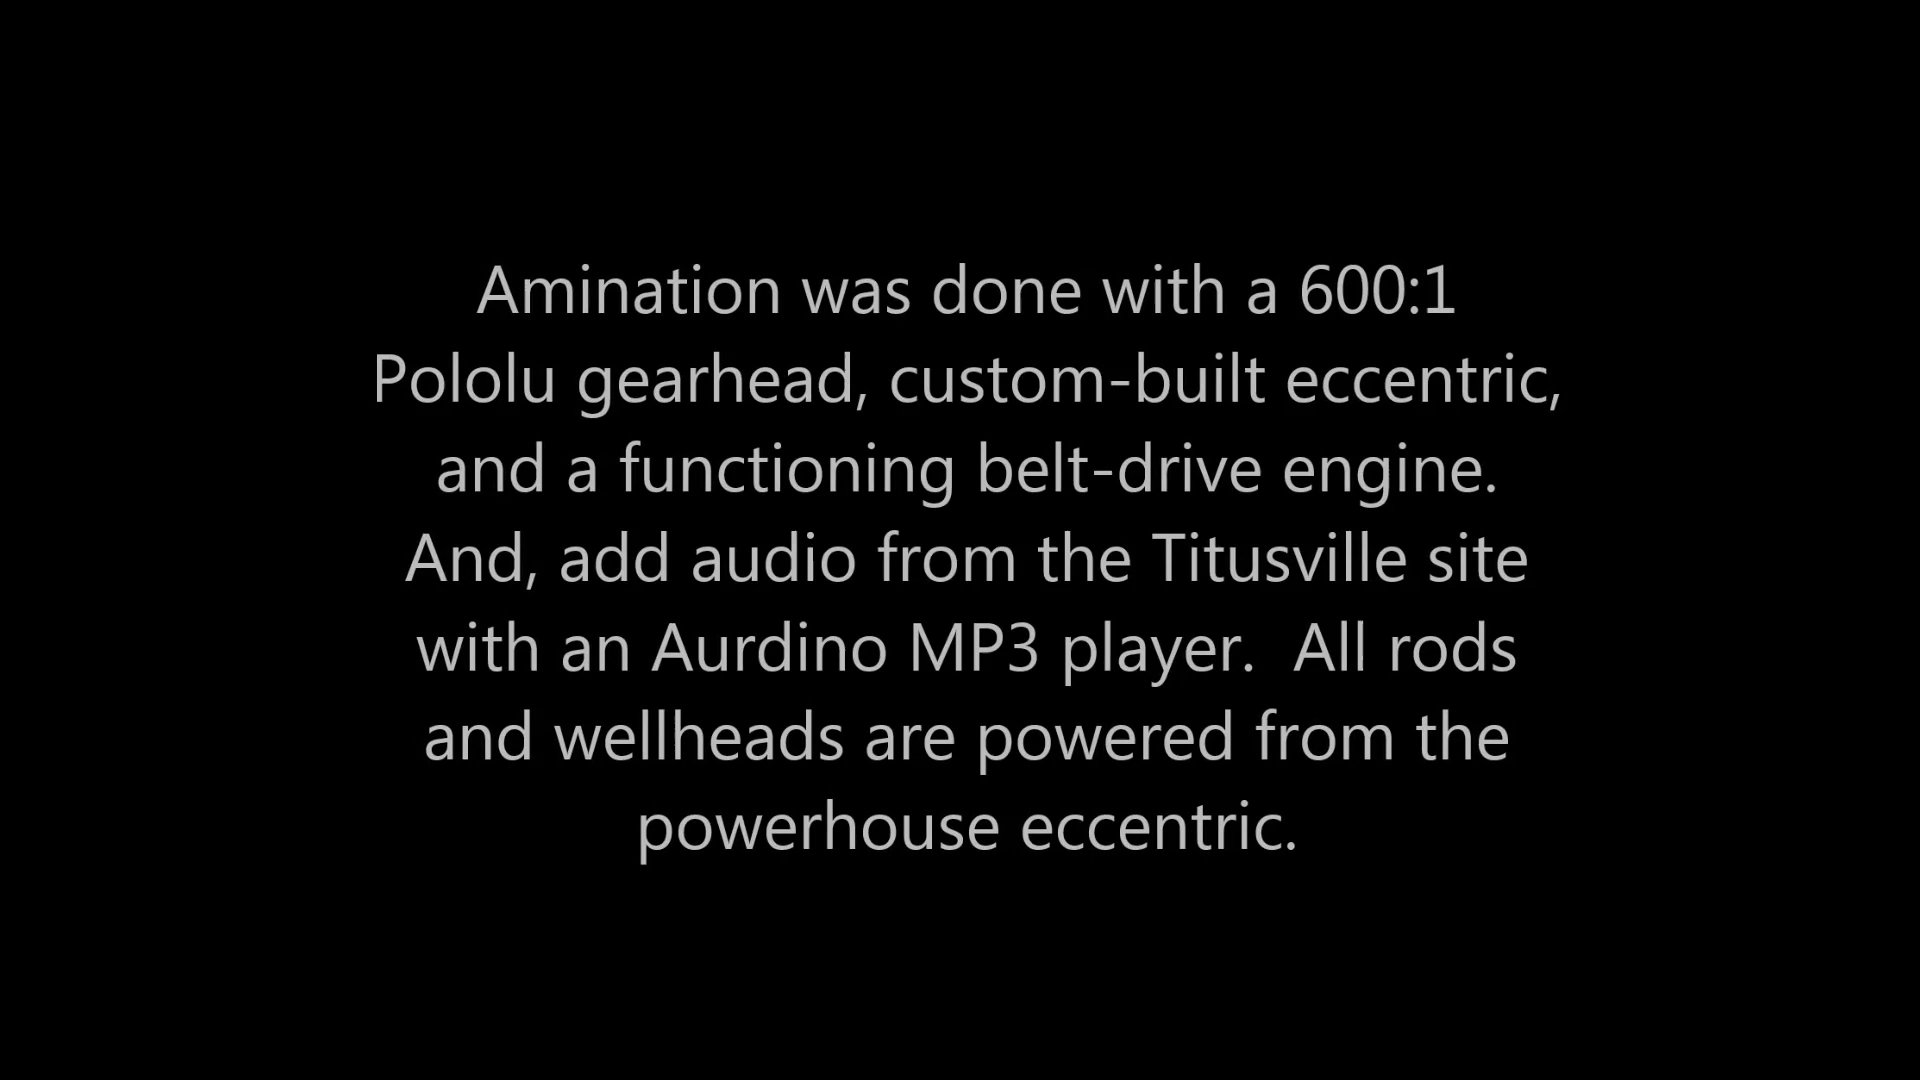 Amination was done with a 600:1
Pololu gearhead, custom-built eccentric,
and a functioning belt-drive engine.
And, add audio from the Titusville site
with an Aurdino MP3 player.  All rods
and wellheads are powered from the
powerhouse eccentric.